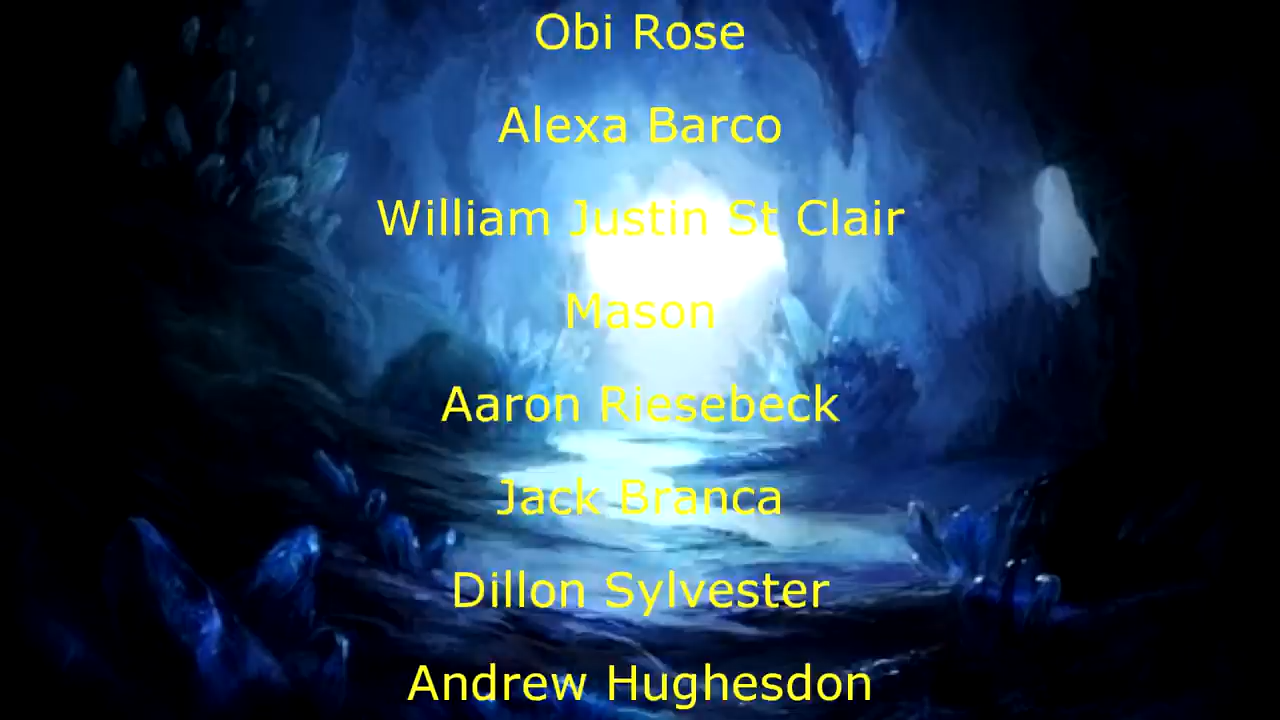 Obi Rose
Alexa Barco
William Justin St Clair
Mason
Aaron Riesebeck
Jack Branca
Dillon Sylvester
Andrew Hughesdon